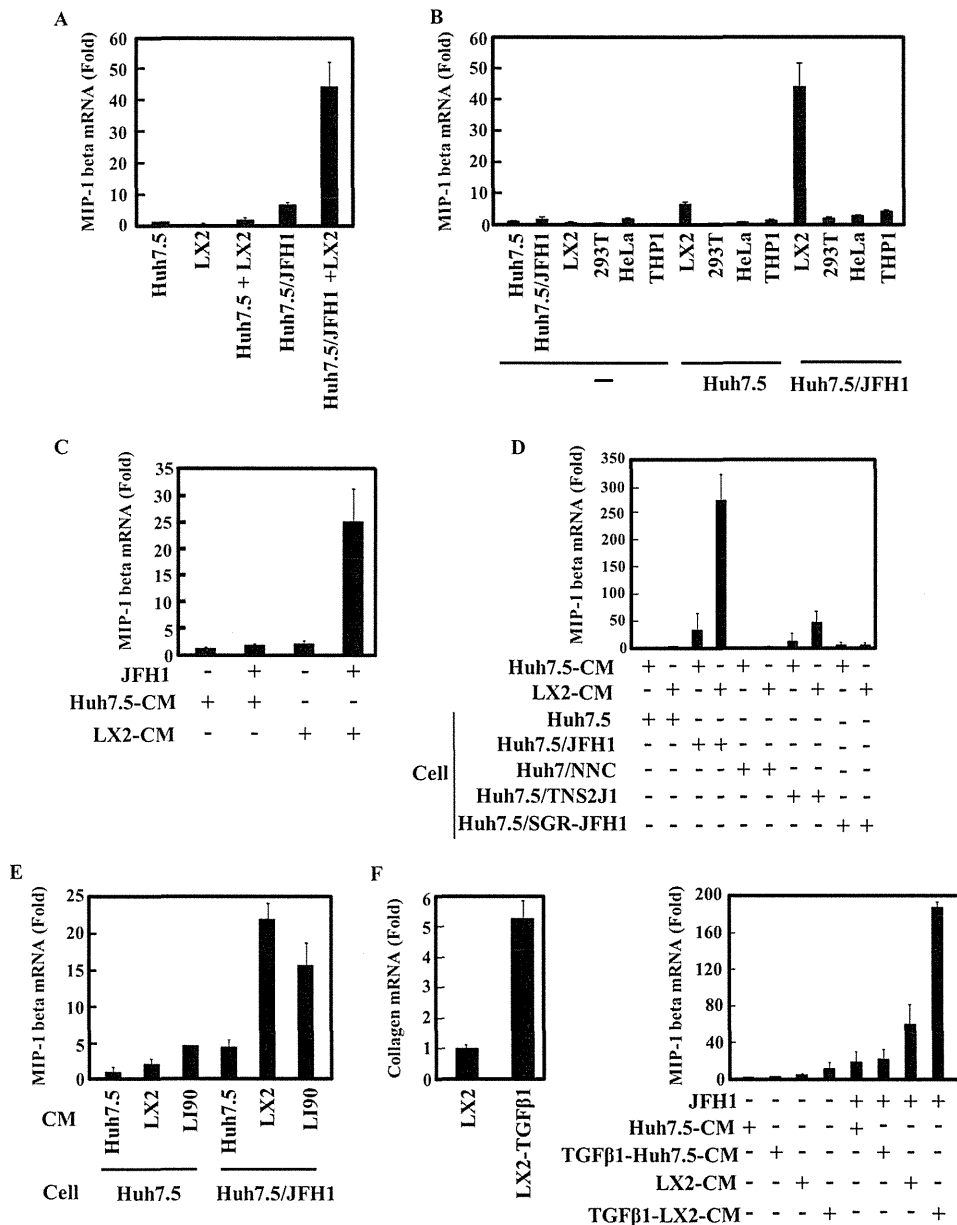 A
MIP-1 beta mRNA (Fold)
60
50
40
30
20
10
0
Huh7.5
LX2
Huh7.5 + LX2
Huh7.5/JFH1
Huh7.5/JFH1 +LX2
B
MIP-1 beta mRNA (Fold)
60
50
40
30
20
10
0
Huh7.5
Huh7.5/JFH1
LX2
293T
HeLa
THP1
LX2
293T
HeLa
THP1
LX2
293T
HeLa
THP1
–
Huh7.5
Huh7.5/JFH1
C
MIP-1 beta mRNA (Fold)
35
30
25
20
15
10
5
0
JFH1 - + - +
Huh7.5-CM + + - -
LX2-CM - - + +
D
MIP-1 beta mRNA (Fold)
350
300
250
200
150
100
50
0
Huh7.5-CM + - + - + - + - + -
LX2-CM - + - + - + - + - +
Cell
Huh7.5 + + - - - - - - - -
Huh7.5/JFH1 - - + + - - - - - -
Huh7/NNC - - - - + + - - - -
Huh7.5/TNS2J1 - - - - - - + + - -
Huh7.5/SGR-JFH1 - - - - - - - - + +
E
MIP-1 beta mRNA (Fold)
25
20
15
10
5
0
CM
Huh7.5
LX2
LI90
Huh7.5
LX2
LI90
Cell
Huh7.5
Huh7.5/JFH1
F
Collagen mRNA (Fold)
6
5
4
3
2
1
0
LX2
LX2-TGFβ1
MIP-1 beta mRNA (Fold)
200
160
120
80
40
0
JFH1 - - - - + + + +
Huh7.5-CM + - - - + - - -
TGFβ1-Huh7.5-CM - + - - - + - -
LX2-CM - - + - - - + -
TGFβ1-LX2-CM - - - + - - - +